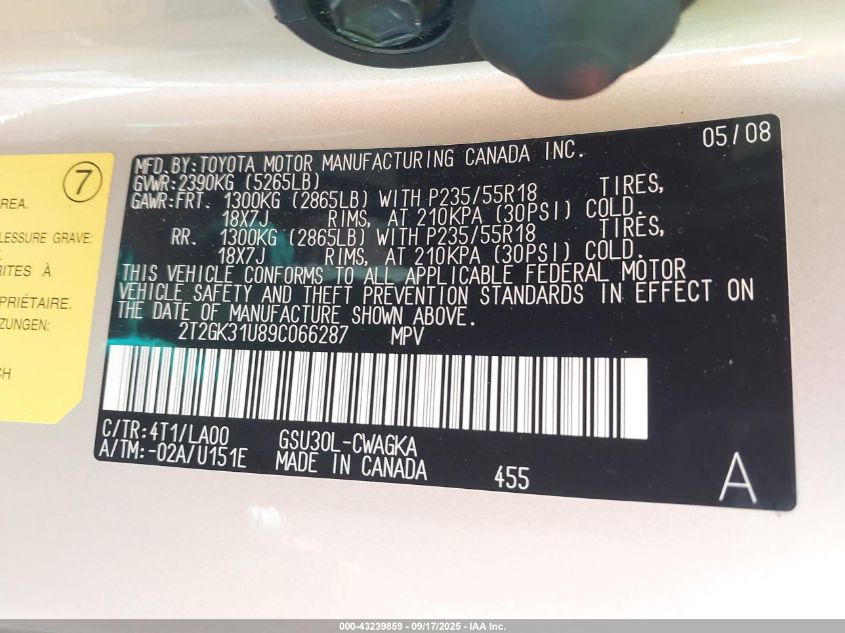 7
AREA.
PLESSURE GRAVE:
RITES À
OPRIÉTAIRE.
ZUNGEN:
CH
05/08
MFD.BY:TOYOTA MOTOR MANUFACTURING CANADA INC.
GVWR:2390KG (5265LB)
GAWR:FRT. 1300KG (2865LB) WITH P235/55R18 TIRES,
18X7J RIMS, AT 210KPA (30PSI) COLD.
RR. 1300KG (2865LB) WITH P235/55R18 TIRES,
18X7J RIMS, AT 210KPA (30PSI) COLD.
THIS VEHICLE CONFORMS TO ALL APPLICABLE FEDERAL MOTOR
VEHICLE SAFETY AND THEFT PREVENTION STANDARDS IN EFFECT ON
THE DATE OF MANUFACTURE SHOWN ABOVE.
2T2GK31U89C066287 MPV
C/TR:4T1/LA00 GSU30L-CWAGKA
A/TM:-02A/U151E MADE IN CANADA 455 A
000-43239859 - 09/17/2025 - IAA Inc.